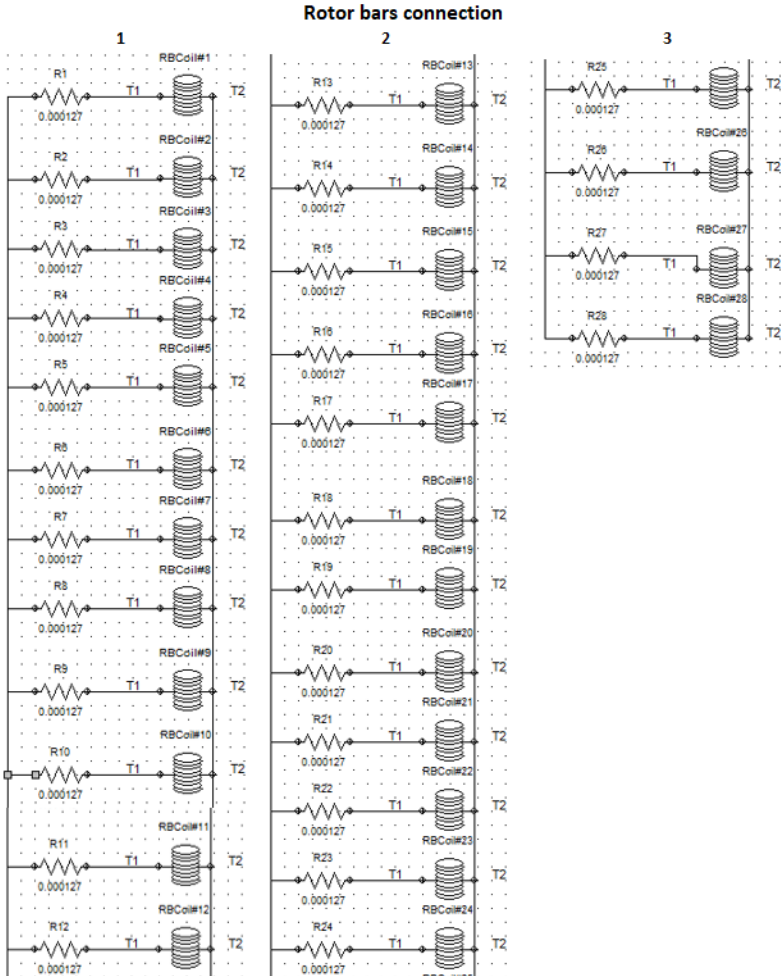 Rotor bars connection
1
RBCoil#1
R1
T1 T2
0.000127
RBCoil#2
R2
T1 T2
0.000127
RBCoil#3
R3
T1 T2
0.000127
RBCoil#4
R4
T1 T2
0.000127
RBCoil#5
R5
T1 T2
0.000127
RBCoil#6
R6
T1 T2
0.000127
RBCoil#7
R7
T1 T2
0.000127
RBCoil#8
R8
T1 T2
0.000127
RBCoil#9
R9
T1 T2
0.000127
RBCoil#10
R10
T1 T2
0.000127
RBCoil#11
R11
T1 T2
0.000127
RBCoil#12
R12
T1 T2
0.000127
2
RBCoil#13
R13
T1 T2
0.000127
RBCoil#14
R14
T1 T2
0.000127
RBCoil#15
R15
T1 T2
0.000127
RBCoil#16
R16
T1 T2
0.000127
RBCoil#17
R17
T1 T2
0.000127
RBCoil#18
R18
T1 T2
0.000127
RBCoil#19
R19
T1 T2
0.000127
RBCoil#20
R20
T1 T2
0.000127
RBCoil#21
R21
T1 T2
0.000127
RBCoil#22
R22
T1 T2
0.000127
RBCoil#23
R23
T1 T2
0.000127
RBCoil#24
R24
T1 T2
0.000127
3
R25
T1 T2
0.000127
RBCoil#26
R26
T1 T2
0.000127
RBCoil#27
R27
T1 T2
0.000127
RBCoil#28
R28
T1 T2
0.000127